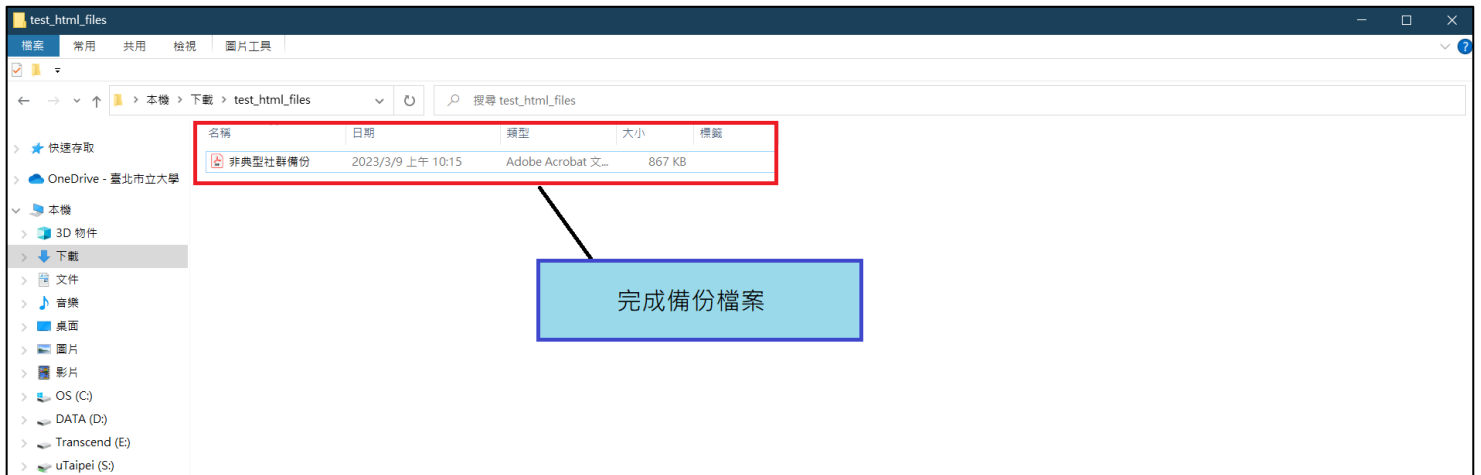 test_html_files
檔案 常用 共用 檢視 圖片工具
本機 > 下載 > test_html_files 搜尋 test_html_files
名稱 日期 類型 大小 標籤
非典型社群備份 2023/3/9 上午 10:15 Adobe Acrobat 文... 867 KB
快速存取
OneDrive - 臺北市立大學
本機
3D 物件
下載
文件
音樂
桌面
圖片
影片
OS (C:)
DATA (D:)
Transcend (E:)
uTaipei (S:)
完成備份檔案